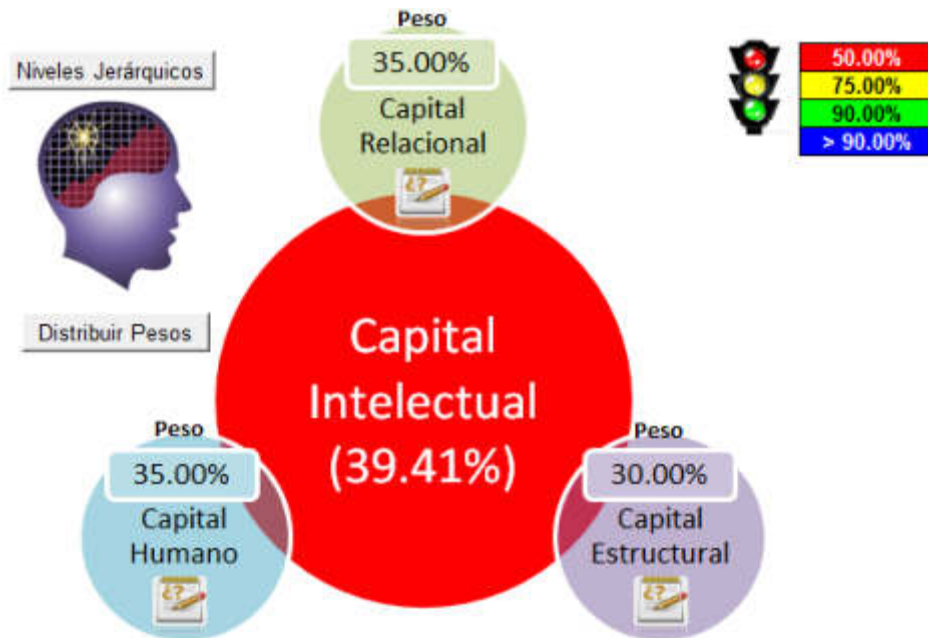 Peso
35.00%
Capital
Relacional
¿?
Niveles Jerárquicos
50.00%
75.00%
90.00%
> 90.00%
Distribuir Pesos
Capital
Intelectual
(39.41%)
Peso
35.00%
Capital
Humano
¿?
Peso
30.00%
Capital
Estructural
¿?